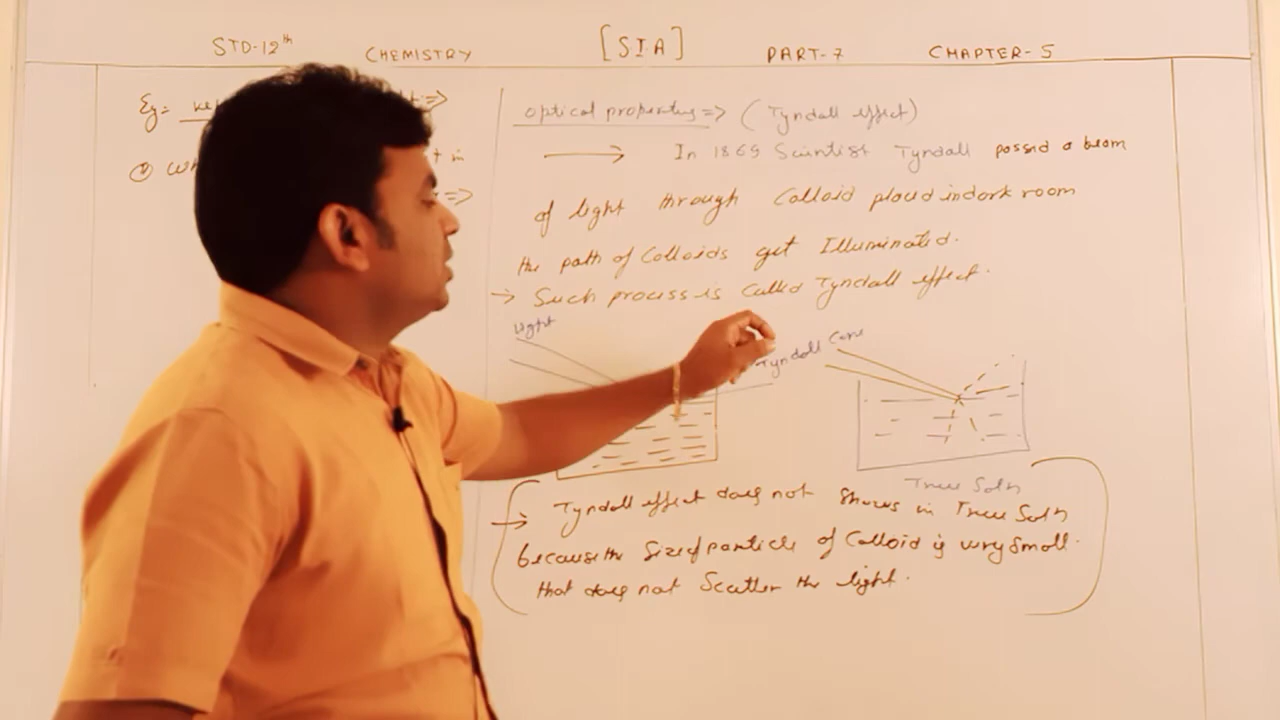 STD-12th CHEMISTRY [S.I.A] PART-7 CHAPTER-5
Eg=
optical properties => (Tyndall effect)
In 1869 Scientist Tyndall passed a beam
of light through Colloid placed in dark room
the path of Colloids get Illuminated.
→ Such process is Called Tyndall effect.
Light
Tyndall Cone
True Soln
→ Tyndall effect does not Shows in True Soln
because the Size of particle of Colloid is very Small.
that does not Scatter the light.